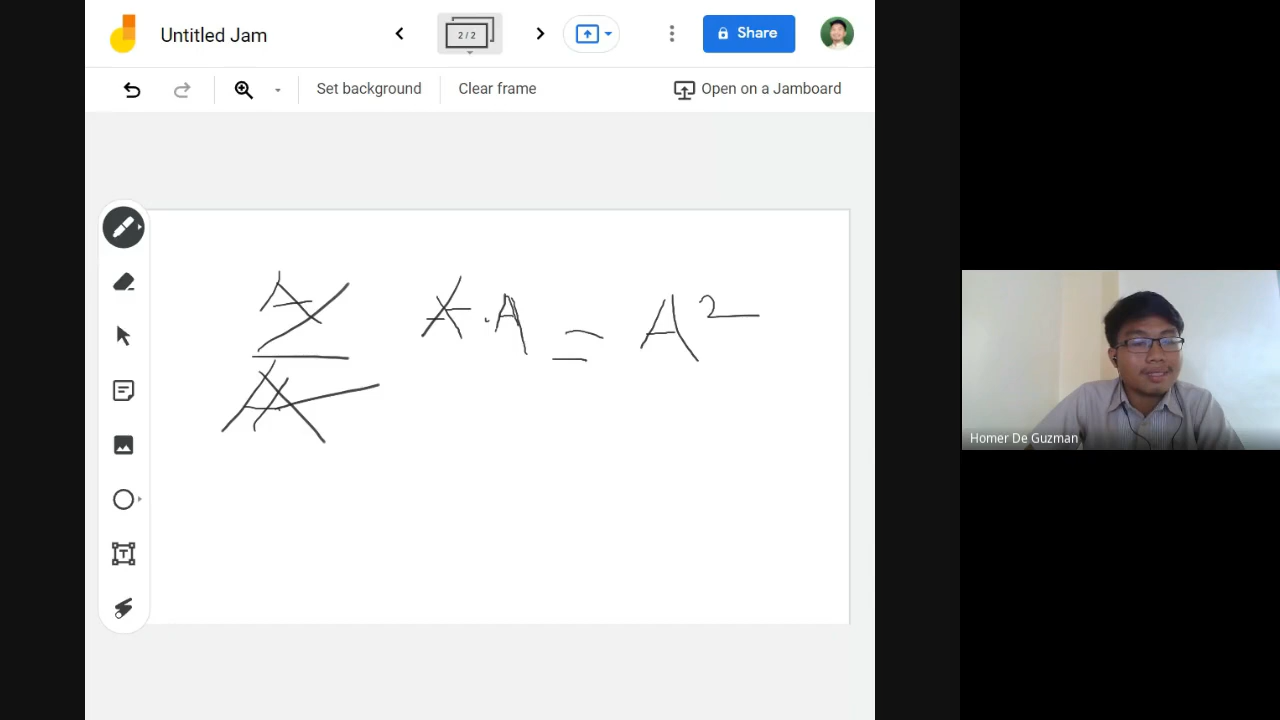 Untitled Jam
2 / 2
Share
Set background
Clear frame
Open on a Jamboard
A A · A = A²
A
T
Homer De Guzman